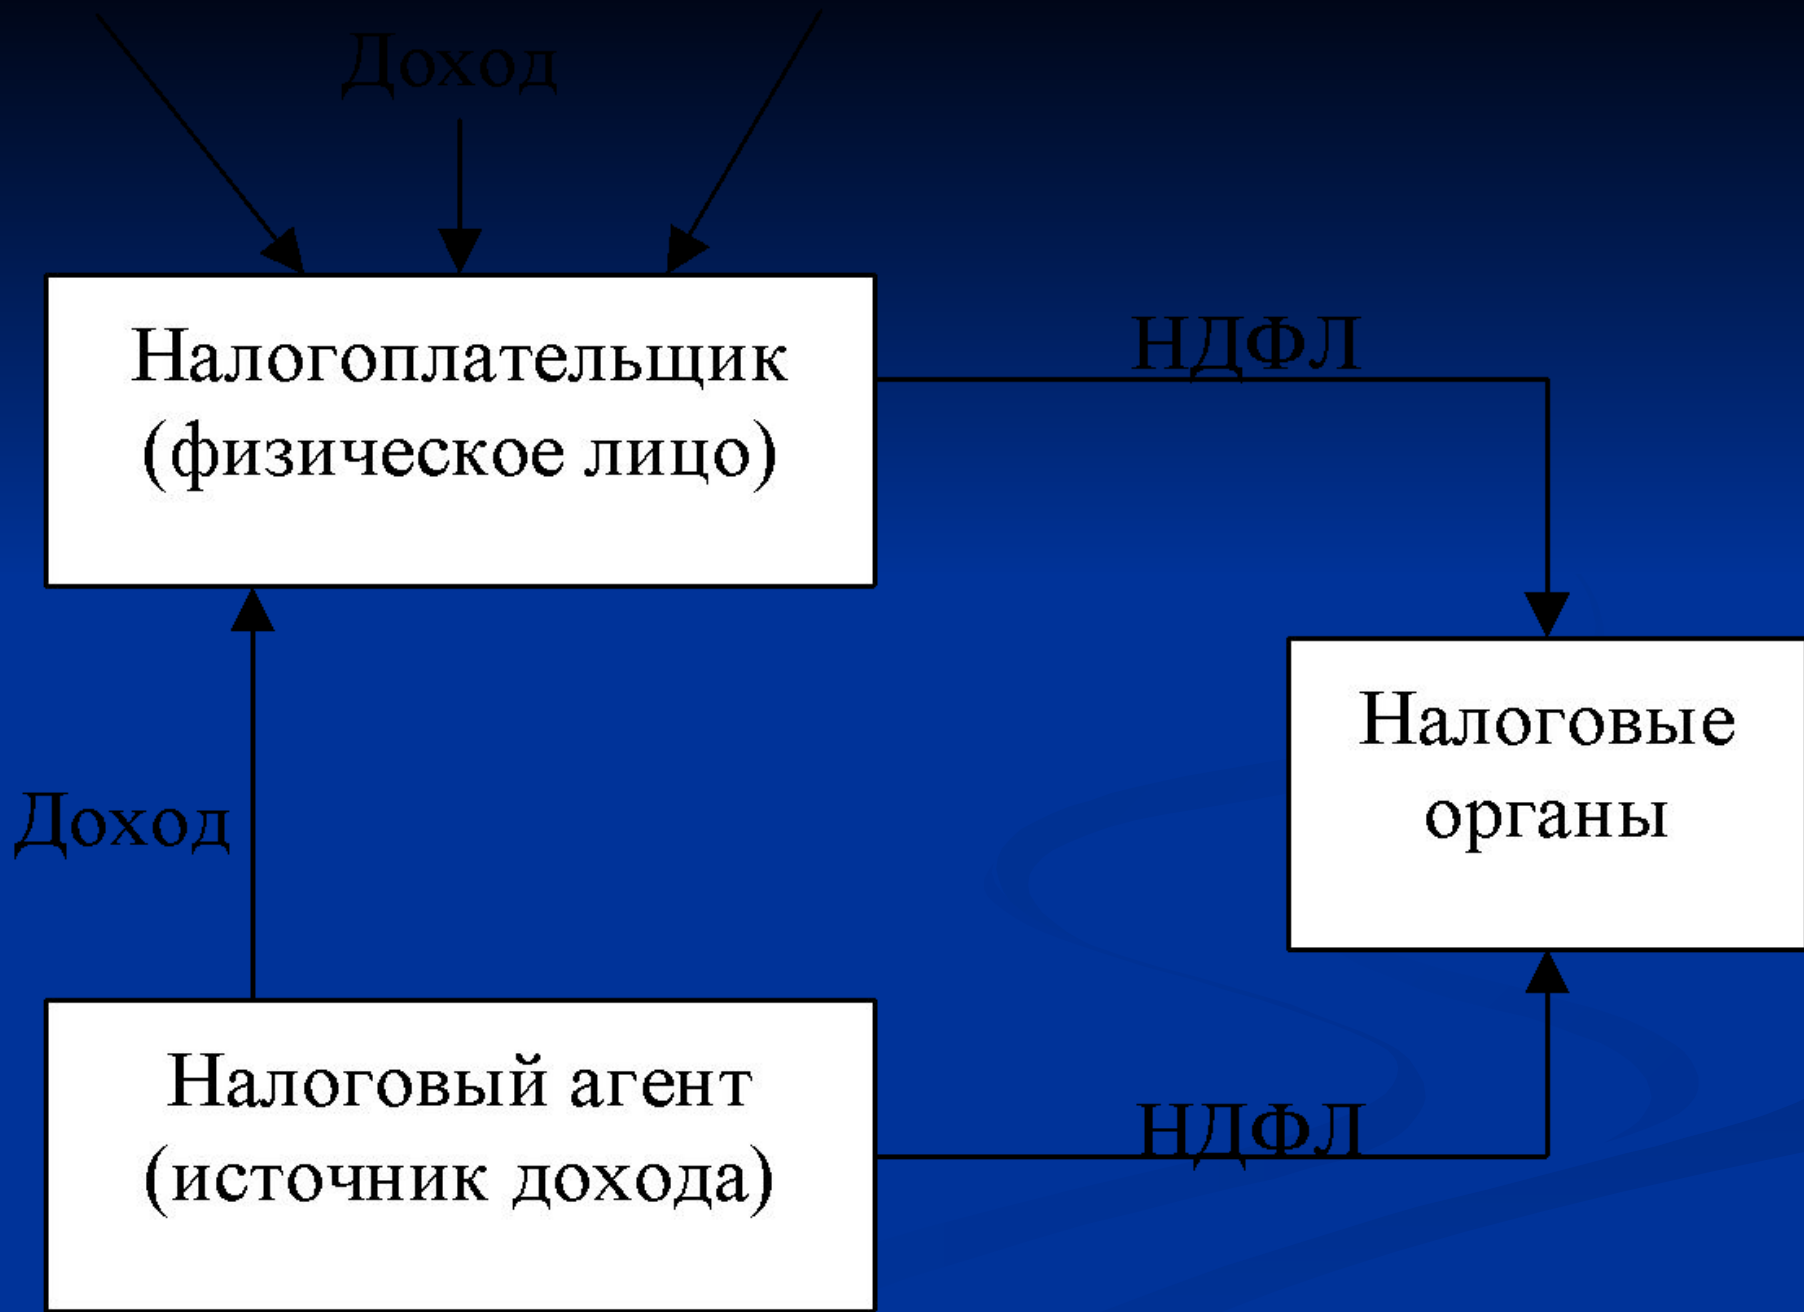 Доход
Налогоплательщик
(физическое лицо)
НДФЛ
Налоговые
органы
Доход
Налоговый агент
(источник дохода)
НДФЛ